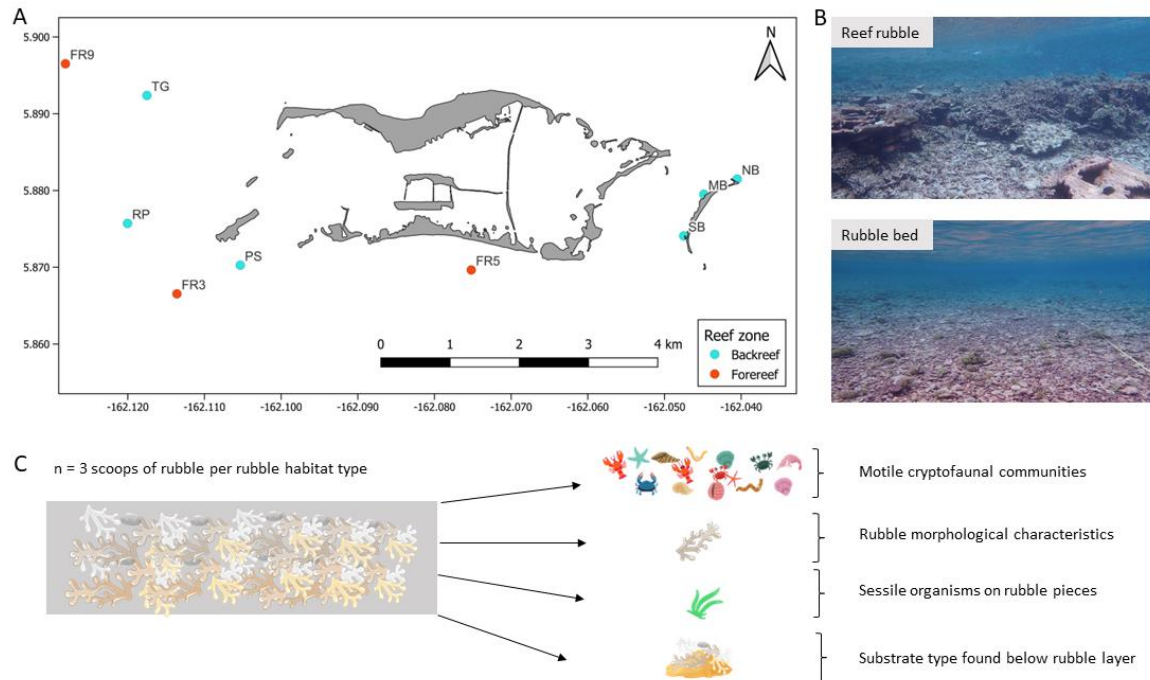 A
N
5.900
5.890
5.880
5.870
5.860
FR9
TG
RP
PS
FR3
FR5
NB
MB
SB
0 1 2 3 4 km
Reef zone
Backreef
Forereef
-162.120 -162.110 -162.100 -162.090 -162.080 -162.070 -162.060 -162.050 -162.040
B
Reef rubble
Rubble bed
C
n = 3 scoops of rubble per rubble habitat type
Motile cryptofaunal communities
Rubble morphological characteristics
Sessile organisms on rubble pieces
Substrate type found below rubble layer